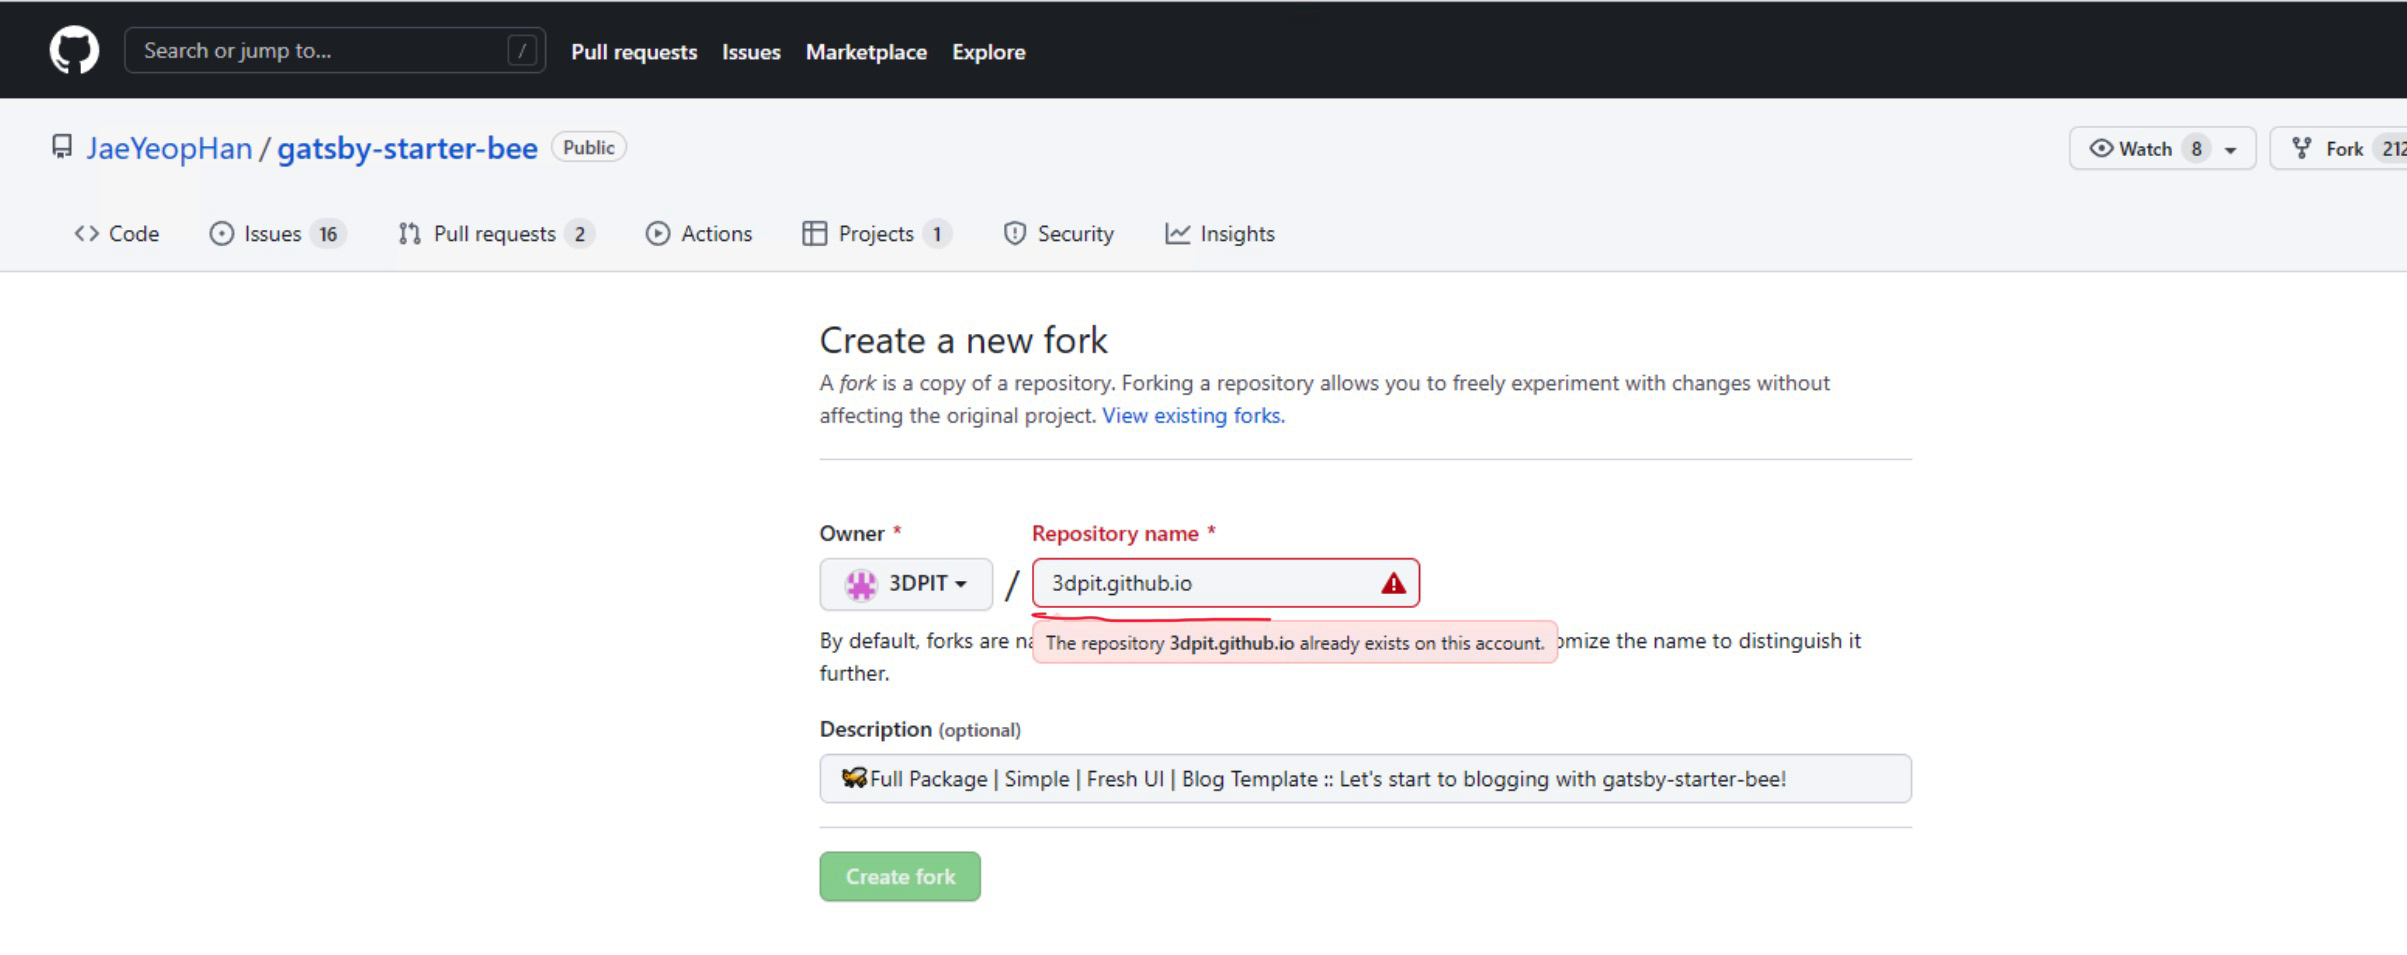 Search or jump to... / Pull requests Issues Marketplace Explore
JaeYeopHan / gatsby-starter-bee Public Watch 8 Fork 212
Code Issues 16 Pull requests 2 Actions Projects 1 Security Insights
Create a new fork
A fork is a copy of a repository. Forking a repository allows you to freely experiment with changes without
affecting the original project. View existing forks.
Owner * Repository name *
3DPIT / 3dpit.github.io
The repository 3dpit.github.io already exists on this account.
By default, forks are omize the name to distinguish it
further.
Description (optional)
Full Package | Simple | Fresh UI | Blog Template :: Let's start to blogging with gatsby-starter-bee!
Create fork